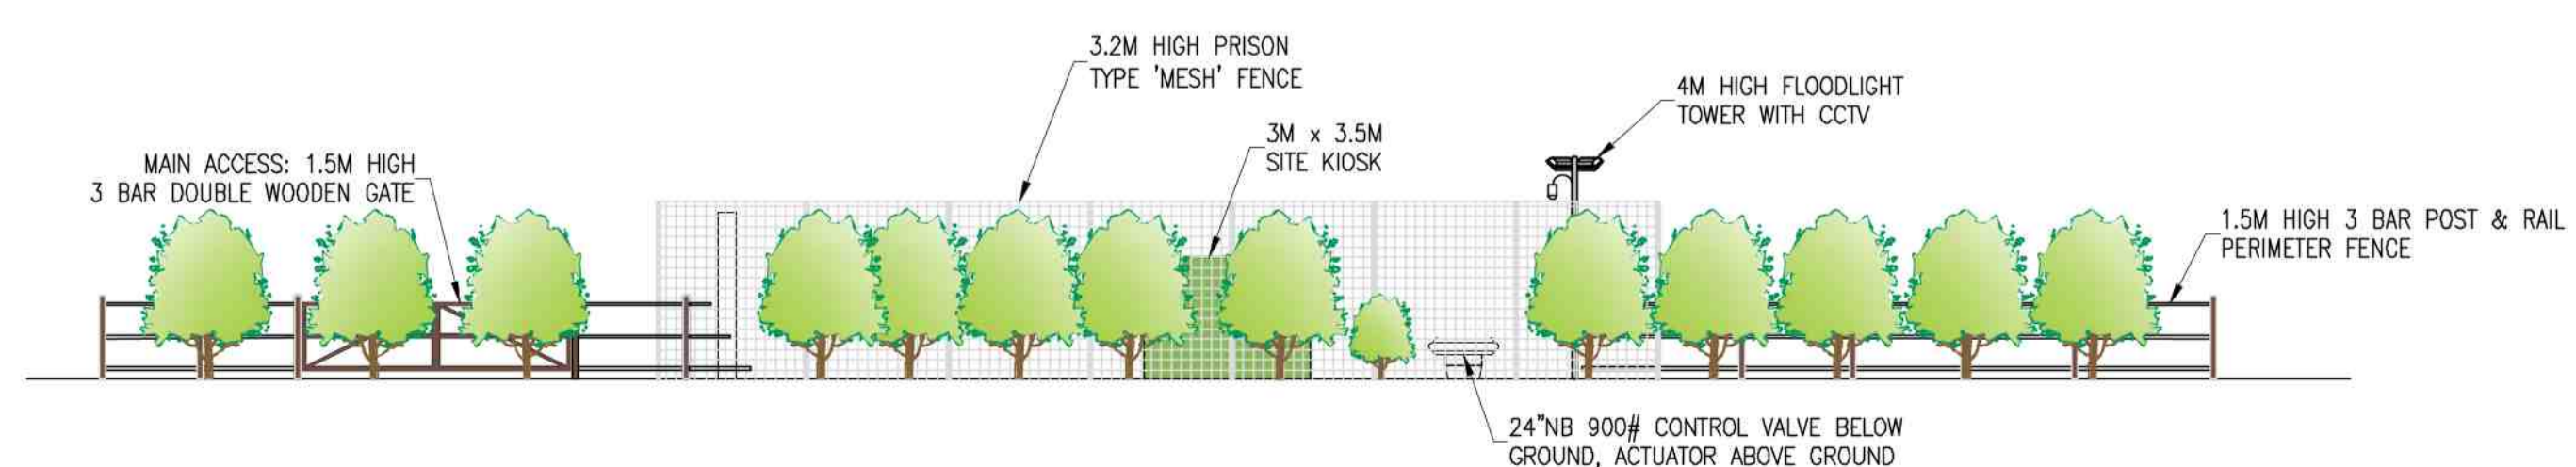 3.2M HIGH PRISON
TYPE 'MESH' FENCE
4M HIGH FLOODLIGHT
TOWER WITH CCTV
3M x 3.5M
SITE KIOSK
MAIN ACCESS: 1.5M HIGH
3 BAR DOUBLE WOODEN GATE
1.5M HIGH 3 BAR POST & RAIL
PERIMETER FENCE
24"NB 900# CONTROL VALVE BELOW
GROUND, ACTUATOR ABOVE GROUND